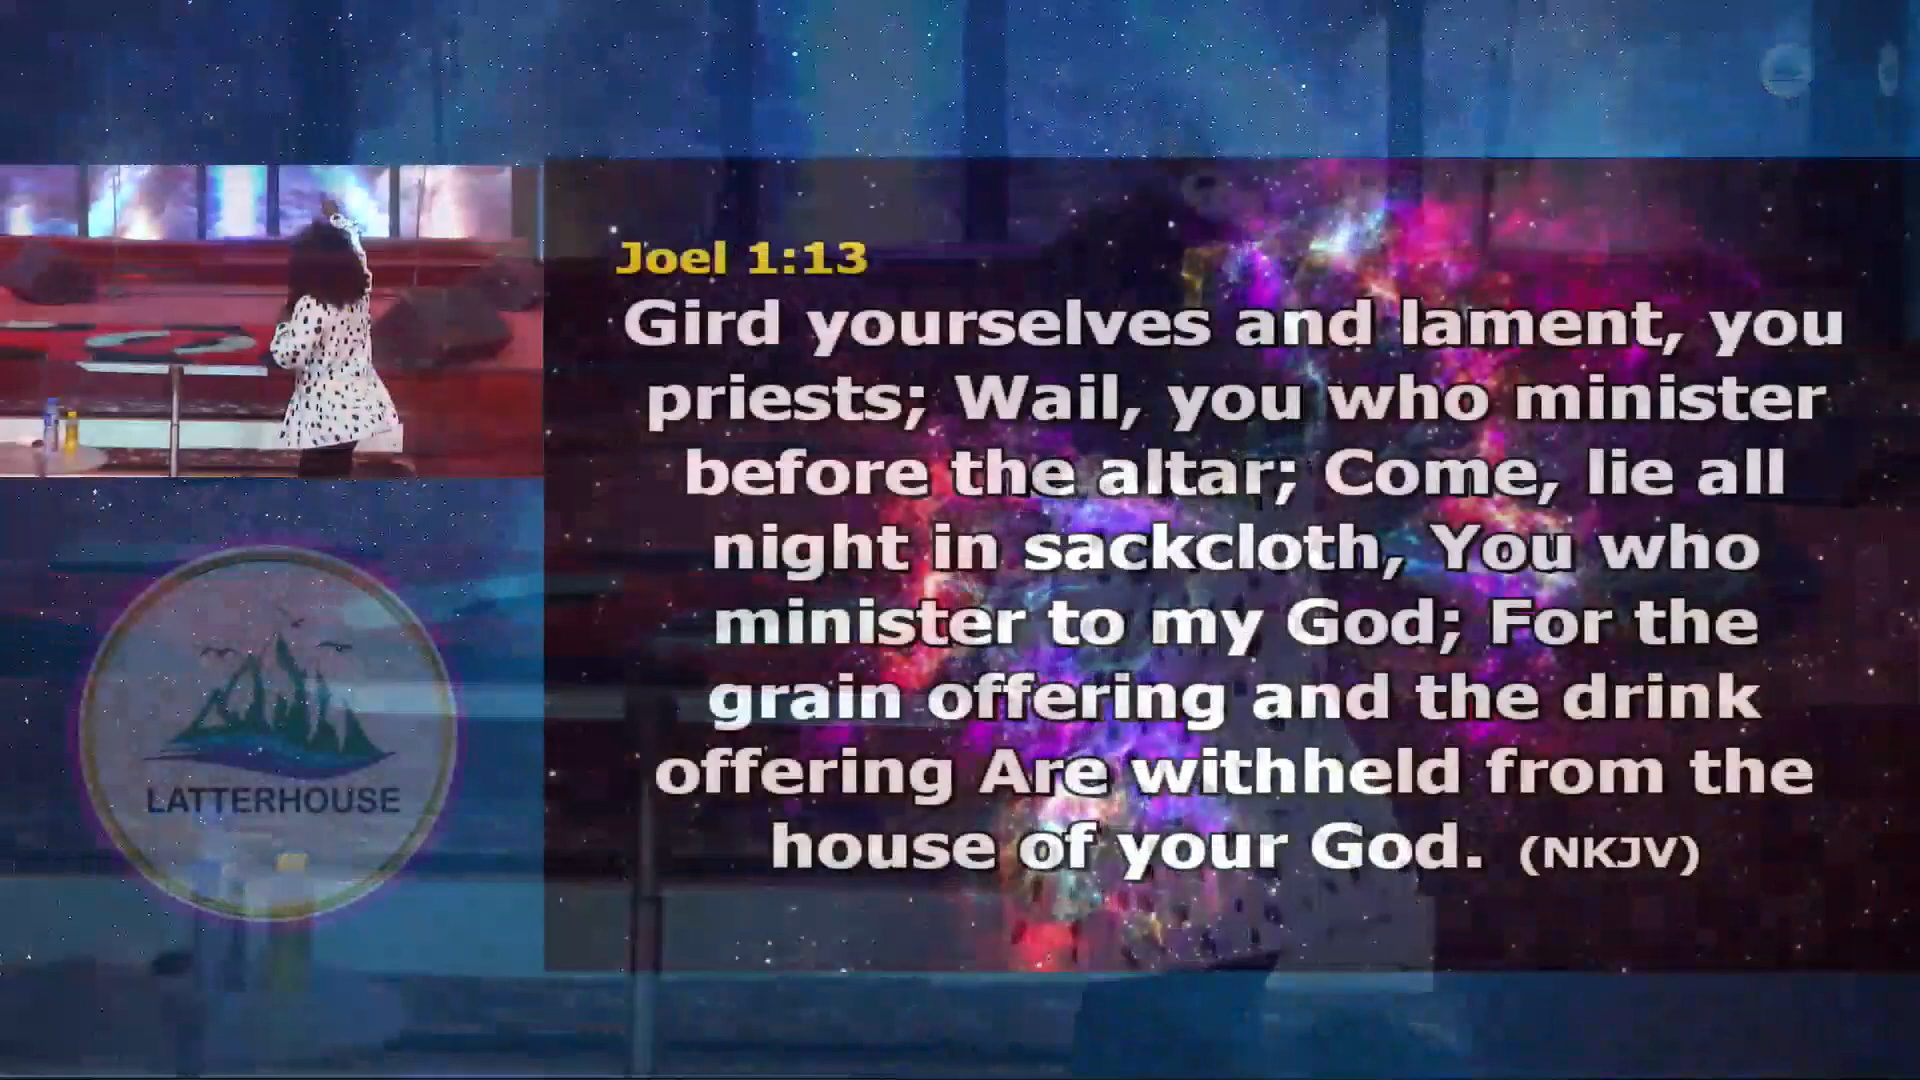 Joel 1:13
Gird yourselves and lament, you
priests; Wail, you who minister
before the altar; Come, lie all
night in sackcloth, You who
minister to my God; For the
grain offering and the drink
offering Are withheld from the
house of your God. (NKJV)
LATTERHOUSE